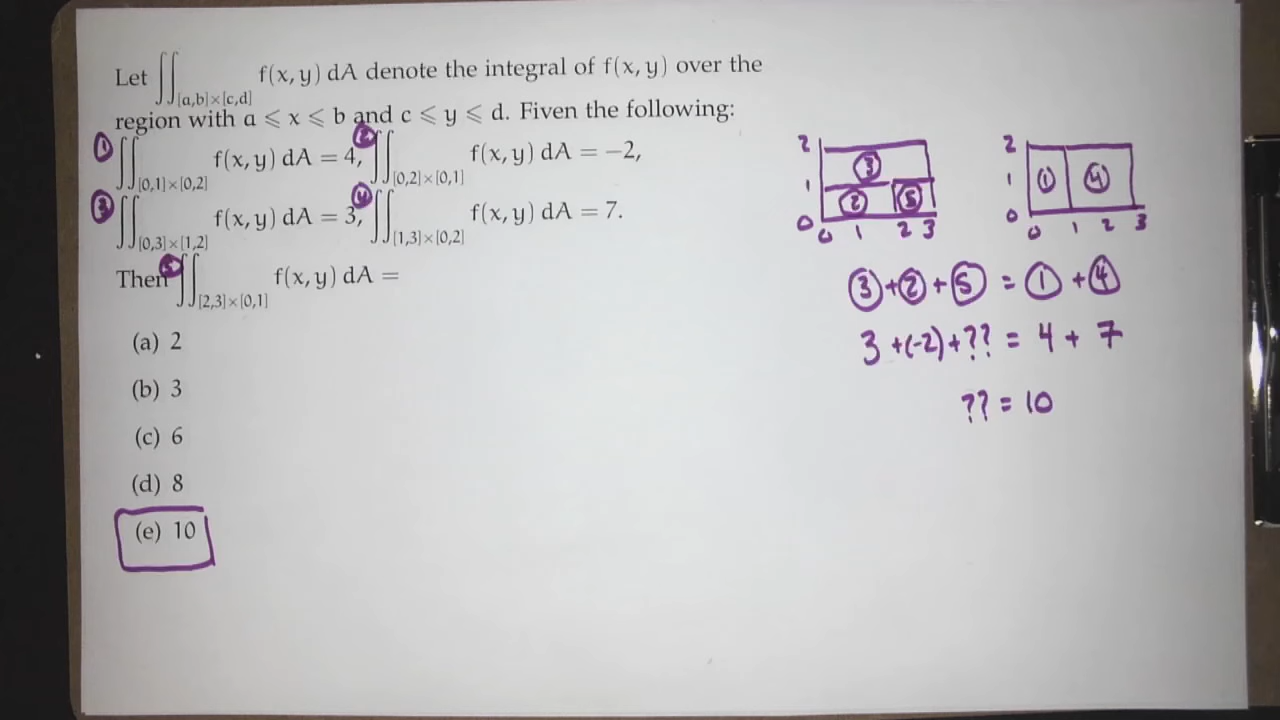 Let ∬[a,b]×[c,d] f(x, y) dA denote the integral of f(x, y) over the
region with a ⩽ x ⩽ b and c ⩽ y ⩽ d. Fiven the following:
① ∬[0,1]×[0,2] f(x, y) dA = 4, ② ∬[0,2]×[0,1] f(x, y) dA = −2,
③ ∬[0,3]×[1,2] f(x, y) dA = 3, ④ ∬[1,3]×[0,2] f(x, y) dA = 7.
Then ⑤ ∬[2,3]×[0,1] f(x, y) dA =
(a) 2
(b) 3
(c) 6
(d) 8
(e) 10
2
③
1
② ⑤
0
0 1 2 3
2
1 ① ④
0
0 1 2 3
③+②+⑤ = ①+④
3+(-2)+?? = 4+7
?? = 10